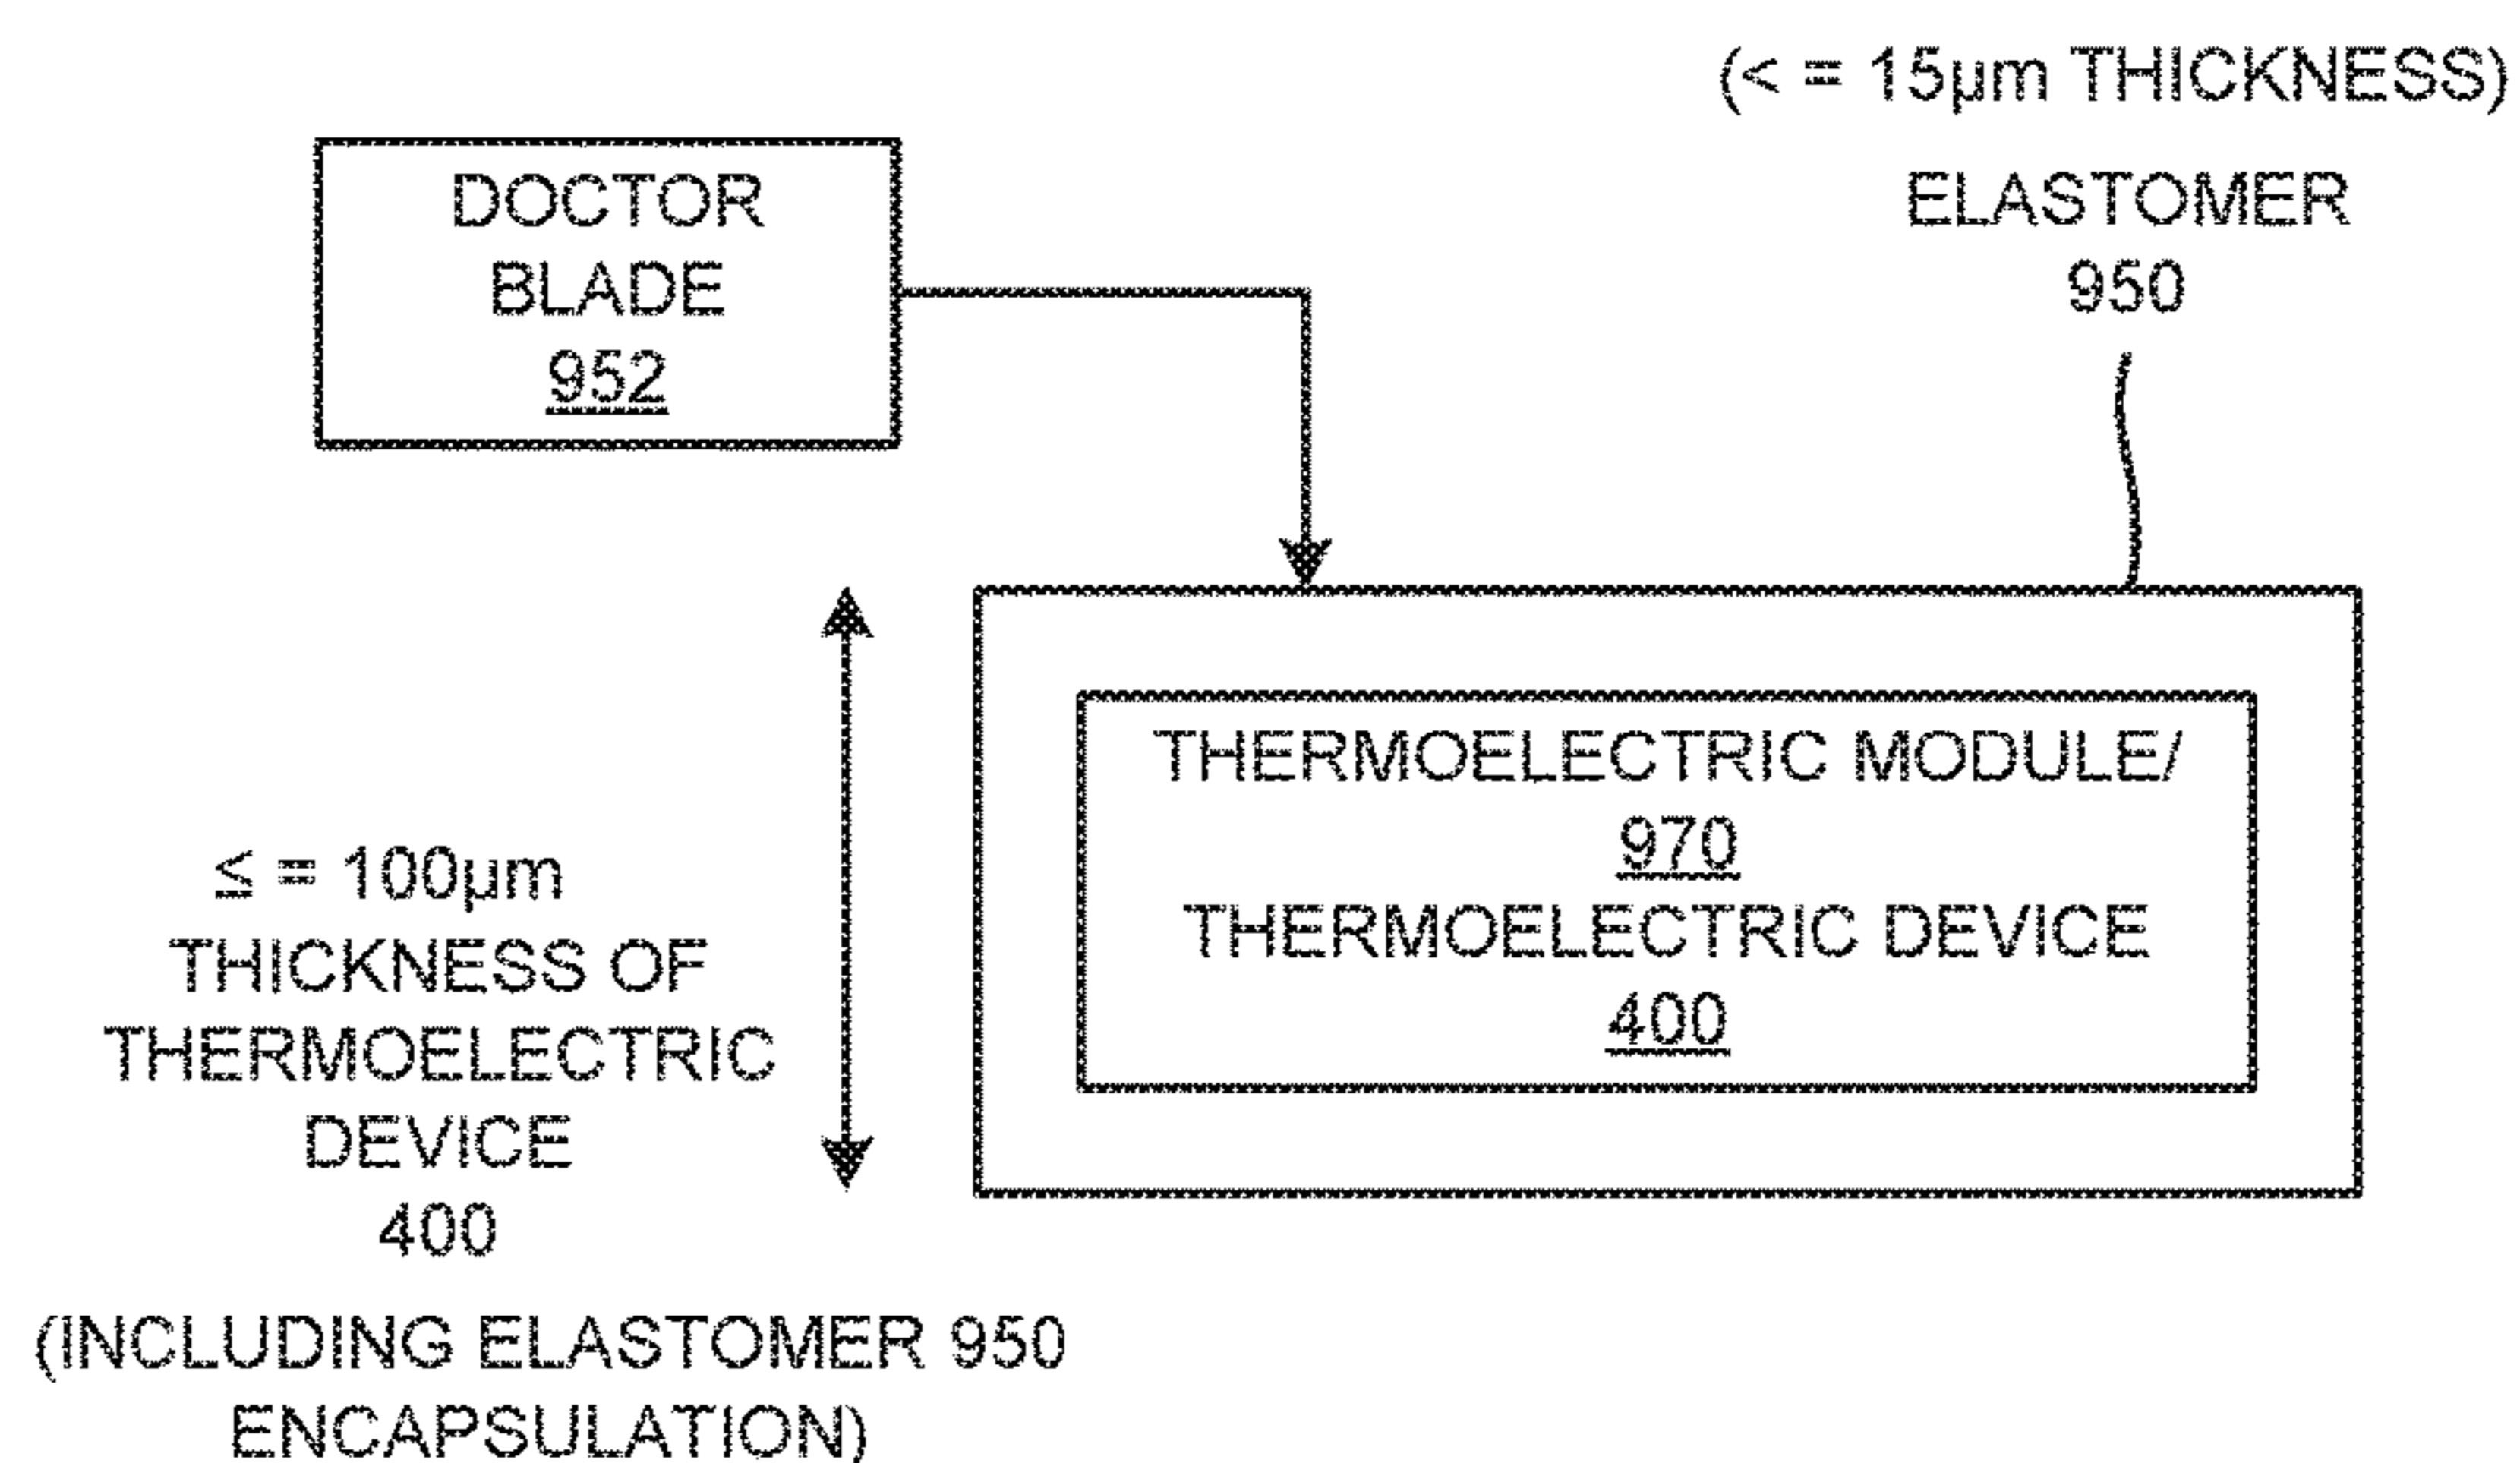 (< = 15µm THICKNESS)
DOCTOR
BLADE
952
ELASTOMER
950
THERMOELECTRIC MODULE/
970
THERMOELECTRIC DEVICE
400
≤ = 100µm
THICKNESS OF
THERMOELECTRIC
DEVICE
400
(INCLUDING ELASTOMER 950
ENCAPSULATION)